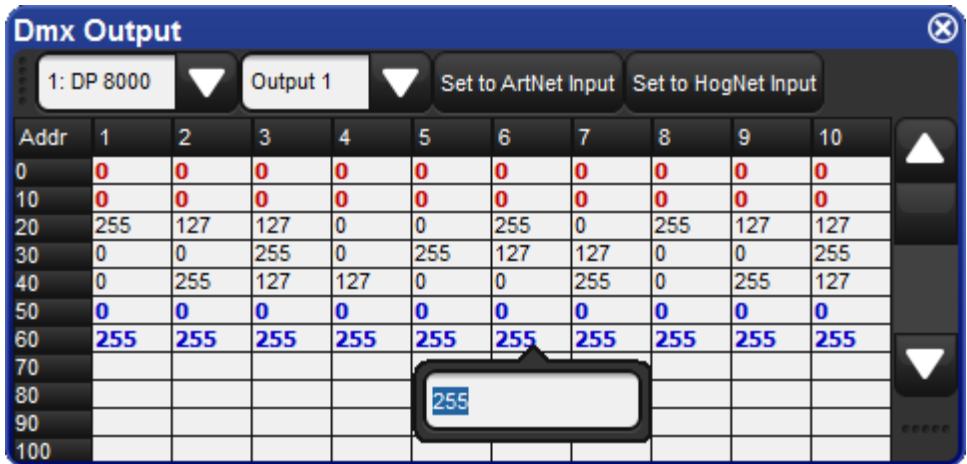 Dmx Output
1: DP 8000 Output 1 Set to ArtNet Input Set to HogNet Input
Addr 1 2 3 4 5 6 7 8 9 10
0 0 0 0 0 0 0 0 0 0 0
10 0 0 0 0 0 0 0 0 0 0
20 255 127 127 0 0 255 0 255 127 127
30 0 0 255 0 255 127 127 0 0 255
40 0 255 127 127 0 0 255 0 255 127
50 0 0 0 0 0 0 0 0 0 0
60 255 255 255 255 255 255 255 255 255 255
70
80
255
90
100